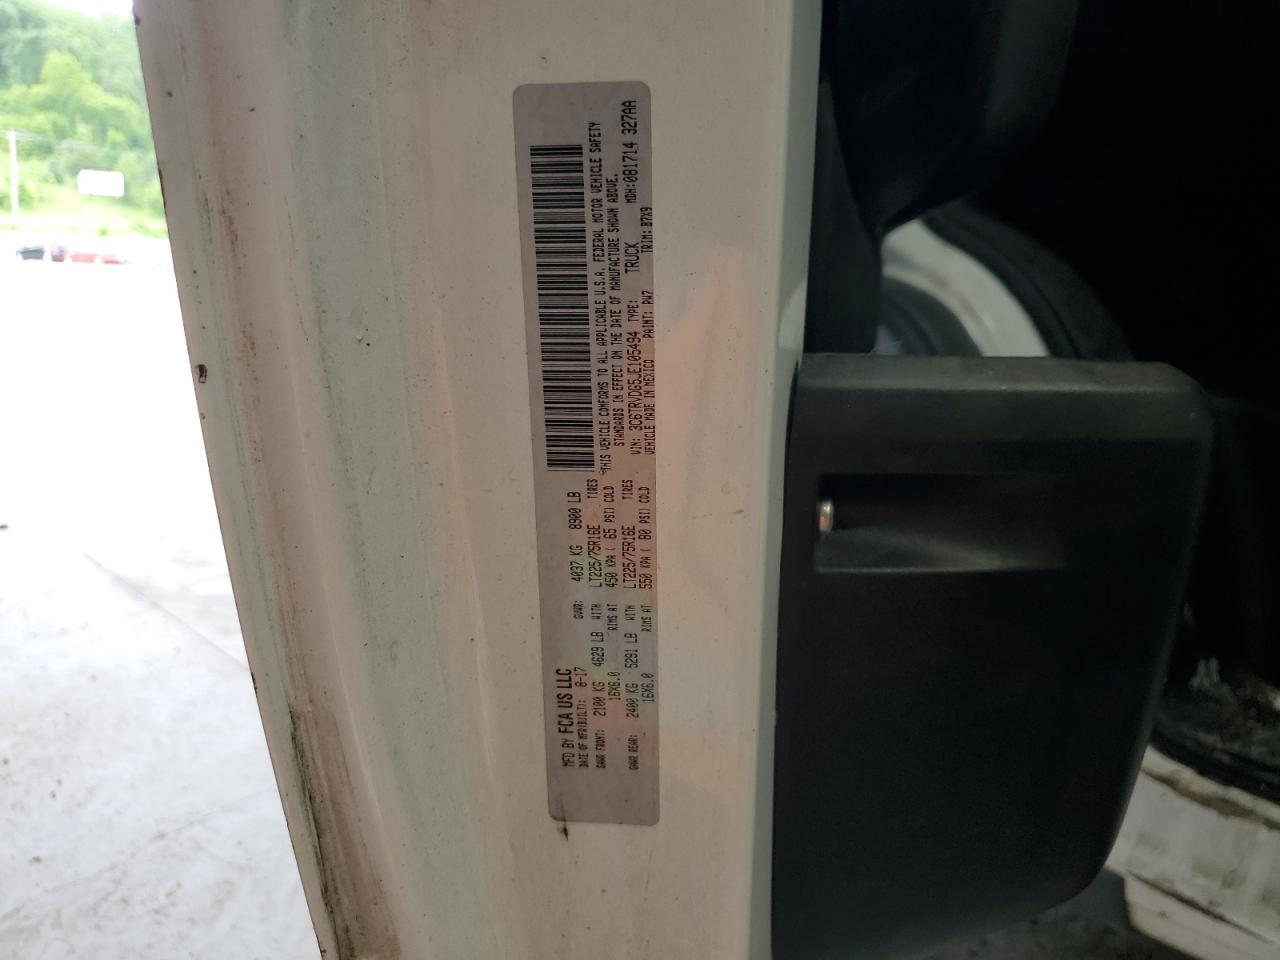 MFD BY FCA US LLC
DATE OF MFR(BUILT): 8-17 GVWR: 4037 KG 8900 LB
GAWR FRONT: 2100 KG 4629 LB WITH LT225/75R16E TIRES
16X6.0 RIMS AT 450 KPA ( 65 PSI) COLD
GAWR REAR: 2400 KG 5291 LB WITH LT225/75R16E TIRES
16X6.0 RIMS AT 550 KPA ( 80 PSI) COLD
THIS VEHICLE CONFORMS TO ALL APPLICABLE U.S.A. FEDERAL MOTOR VEHICLE SAFETY
STANDARDS IN EFFECT ON THE DATE OF MANUFACTURE SHOWN ABOVE.
VIN: 3C6TRVDG5JE105494 TYPE: TRUCK MDH:081714 327AA
VEHICLE MADE IN MEXICO PAINT: PW7 TRIM: B7X9